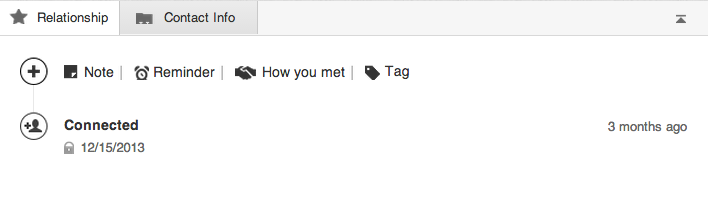 Relationship Contact Info
Note | Reminder | How you met | Tag
Connected 3 months ago
12/15/2013